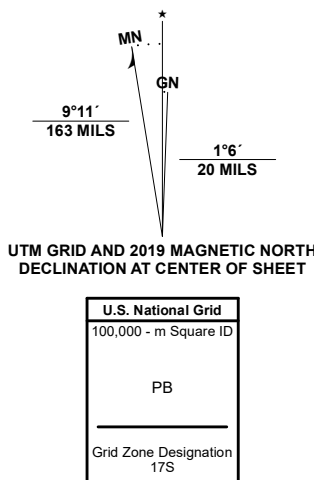 ★
MN
GN
9°11´
163 MILS
1°6´
20 MILS
UTM GRID AND 2019 MAGNETIC NORTH
DECLINATION AT CENTER OF SHEET
U.S. National Grid
100,000 - m Square ID
PB
Grid Zone Designation
17S